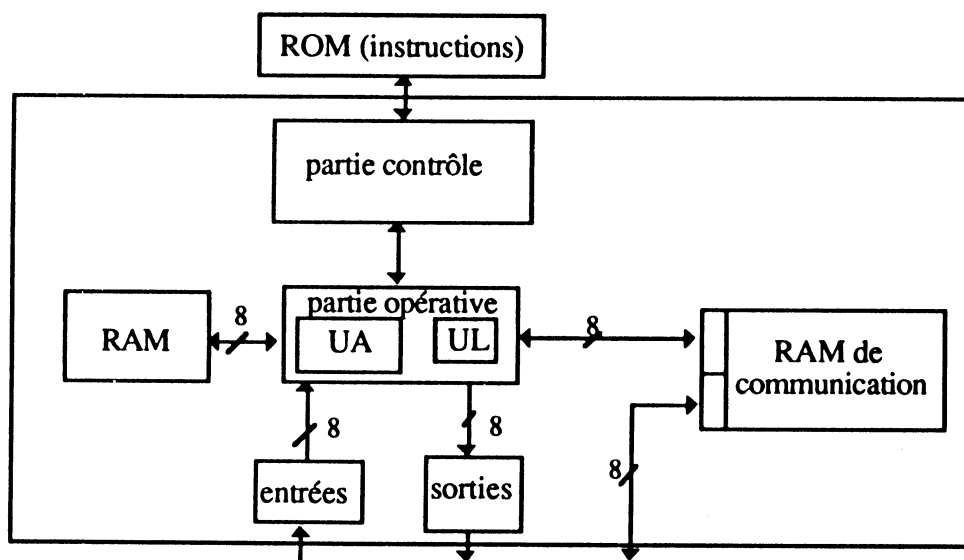 ROM (instructions)
partie contrôle
partie opérative
UA
UL
RAM
8
8
RAM de
communication
8
8
8
entrées
sorties